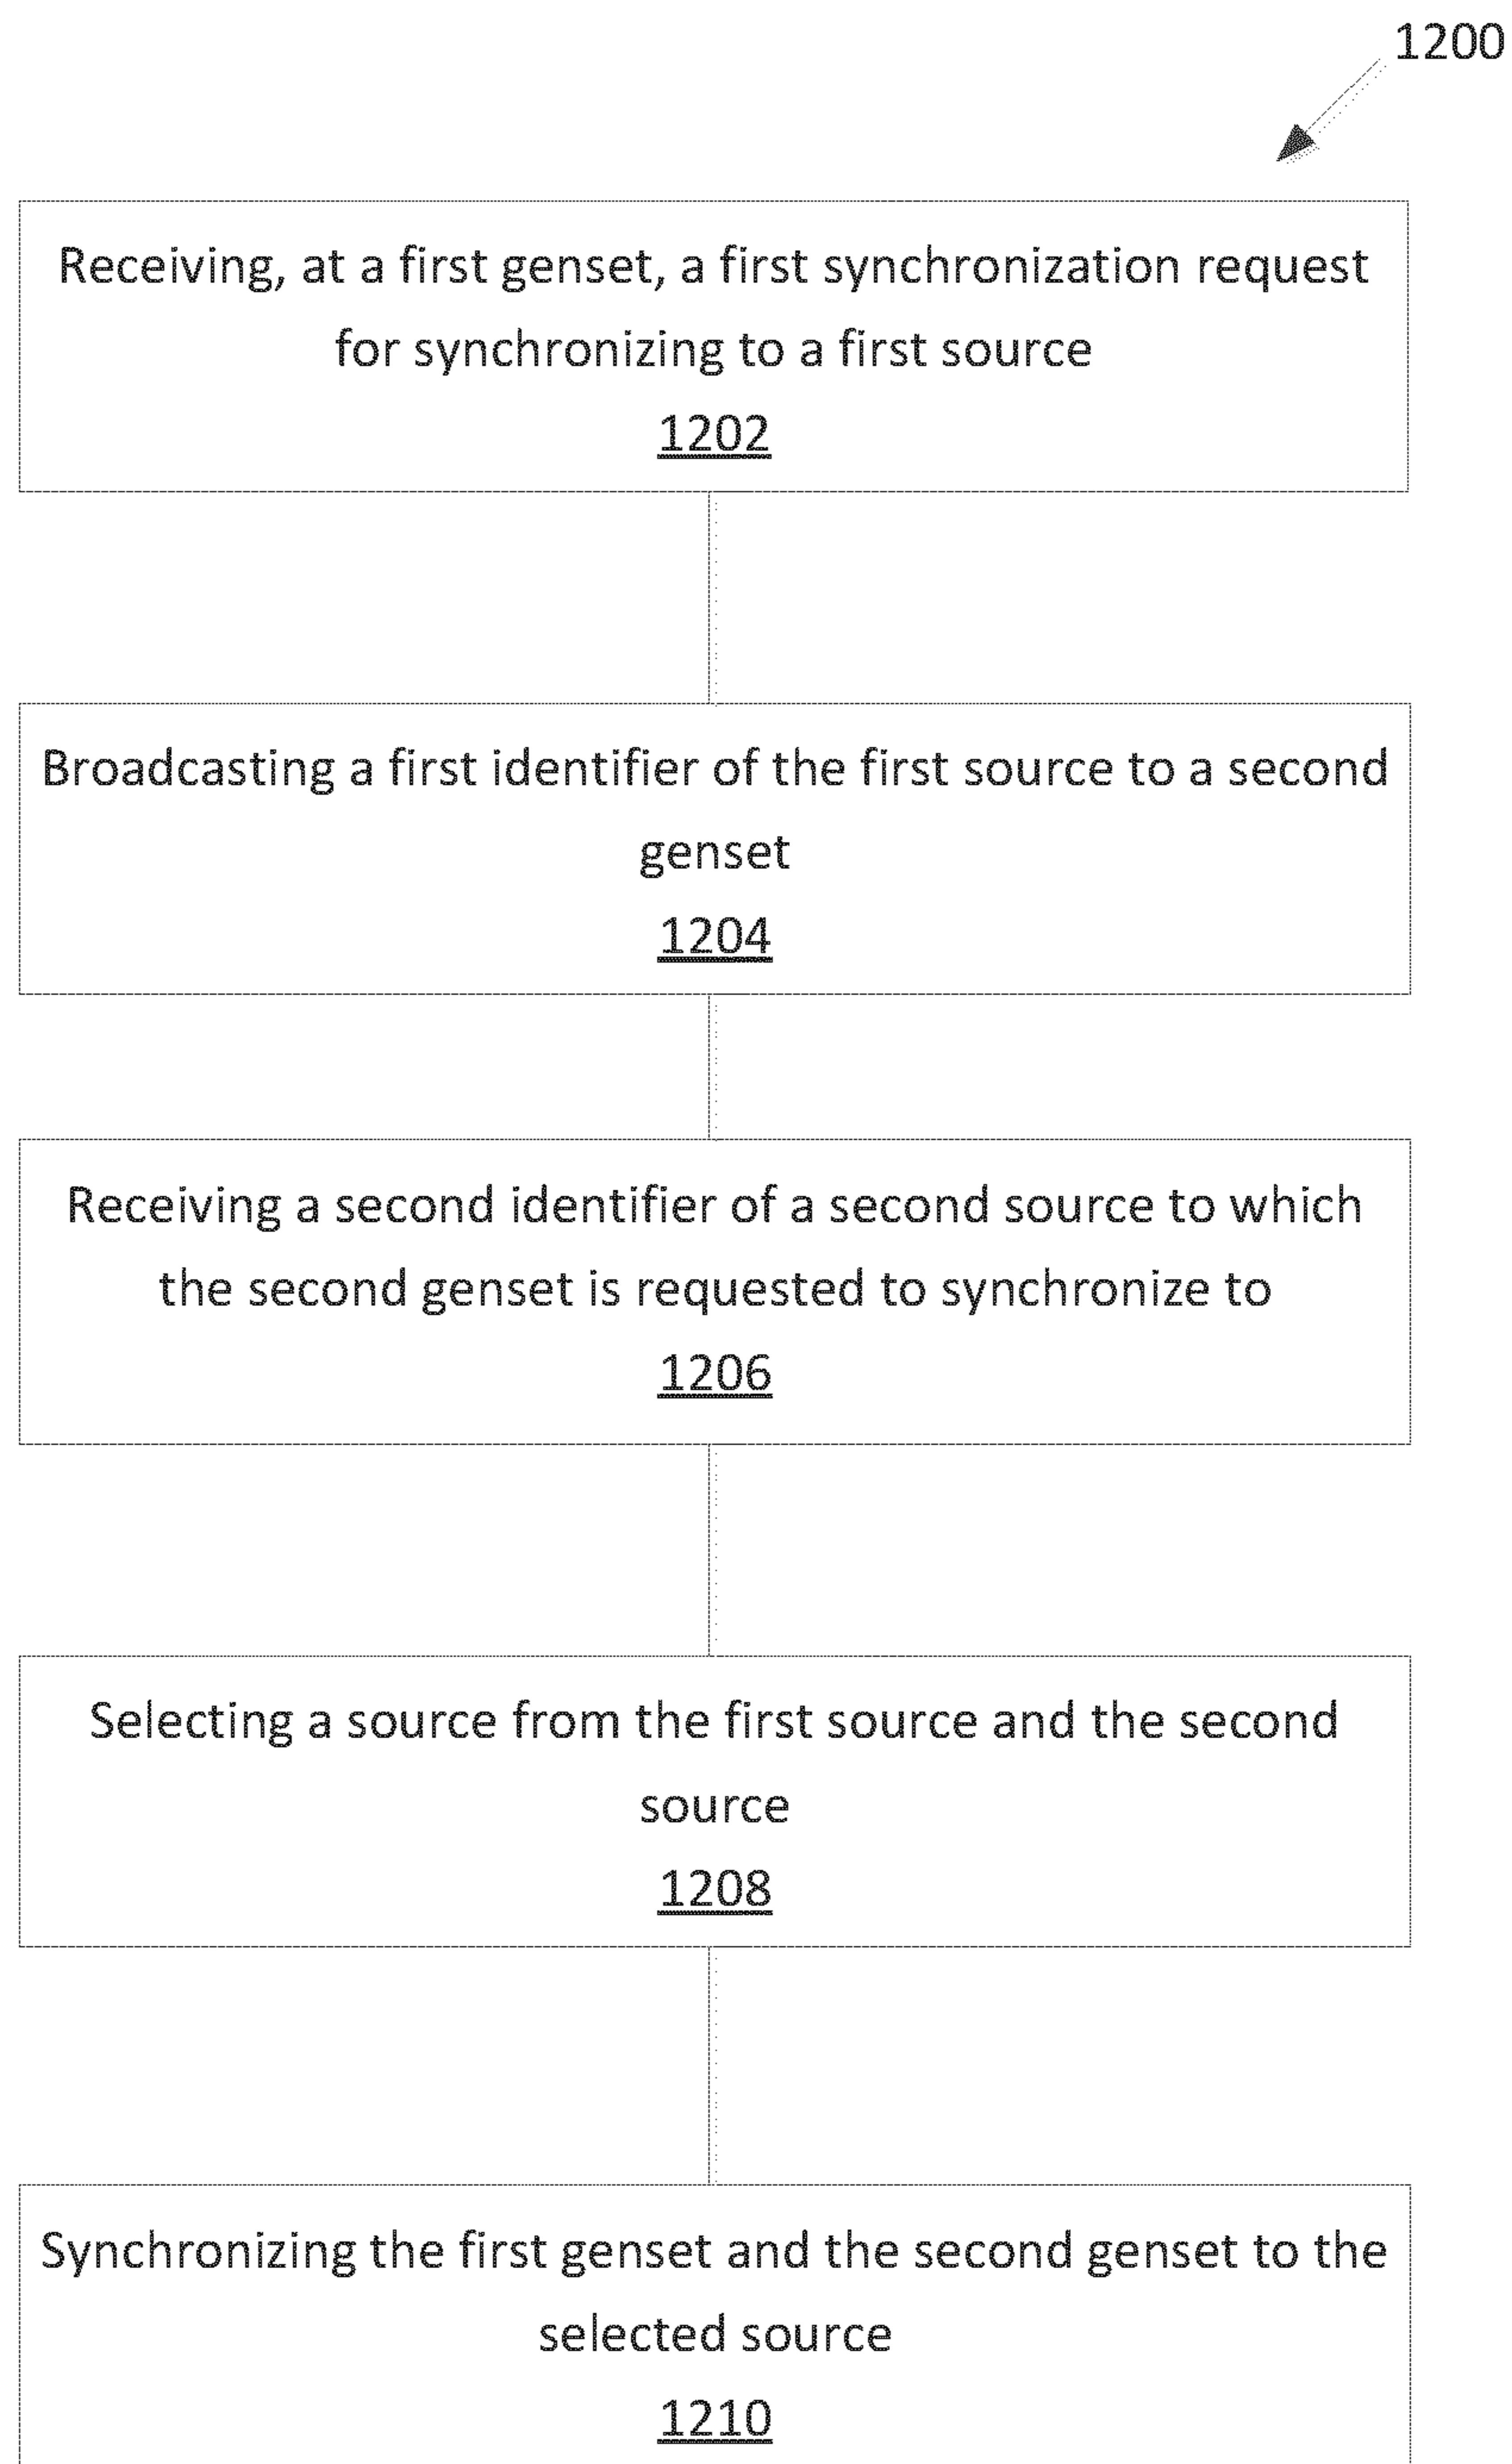 1200
Receiving, at a first genset, a first synchronization request
for synchronizing to a first source
1202
Broadcasting a first identifier of the first source to a second
genset
1204
Receiving a second identifier of a second source to which
the second genset is requested to synchronize to
1206
Selecting a source from the first source and the second
source
1208
Synchronizing the first genset and the second genset to the
selected source
1210